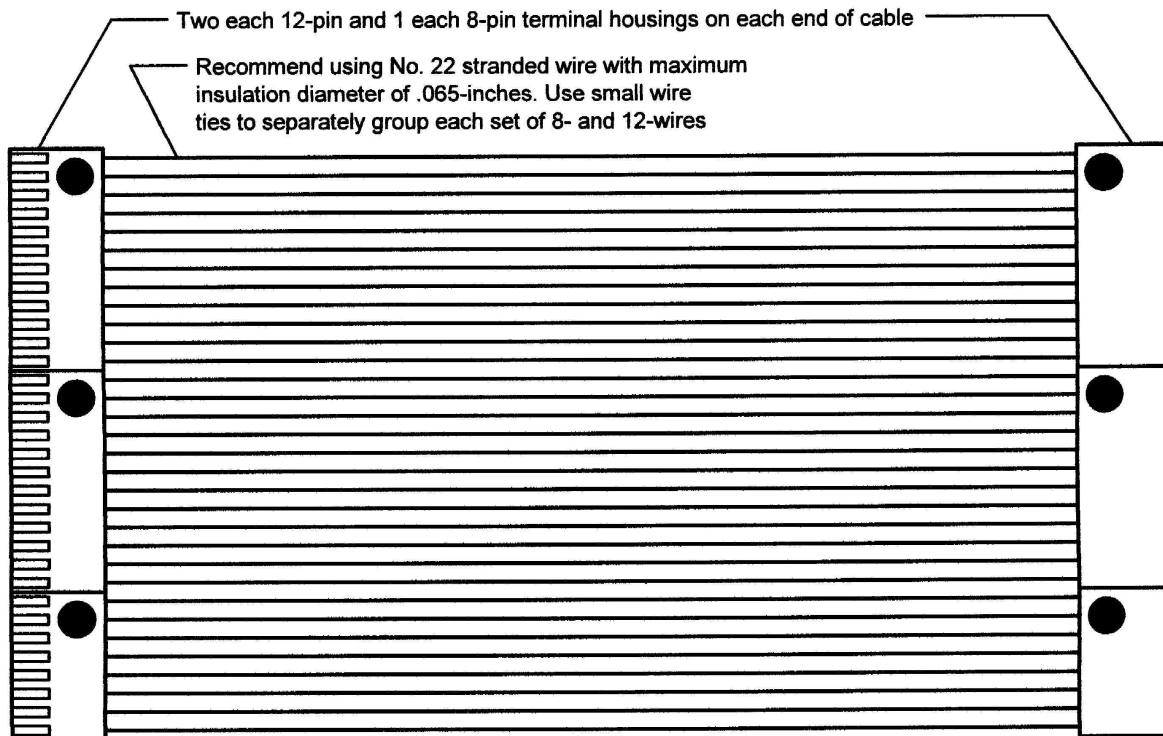 Two each 12-pin and 1 each 8-pin terminal housings on each end of cable
Recommend using No. 22 stranded wire with maximum
insulation diameter of .065-inches. Use small wire
ties to separately group each set of 8- and 12-wires